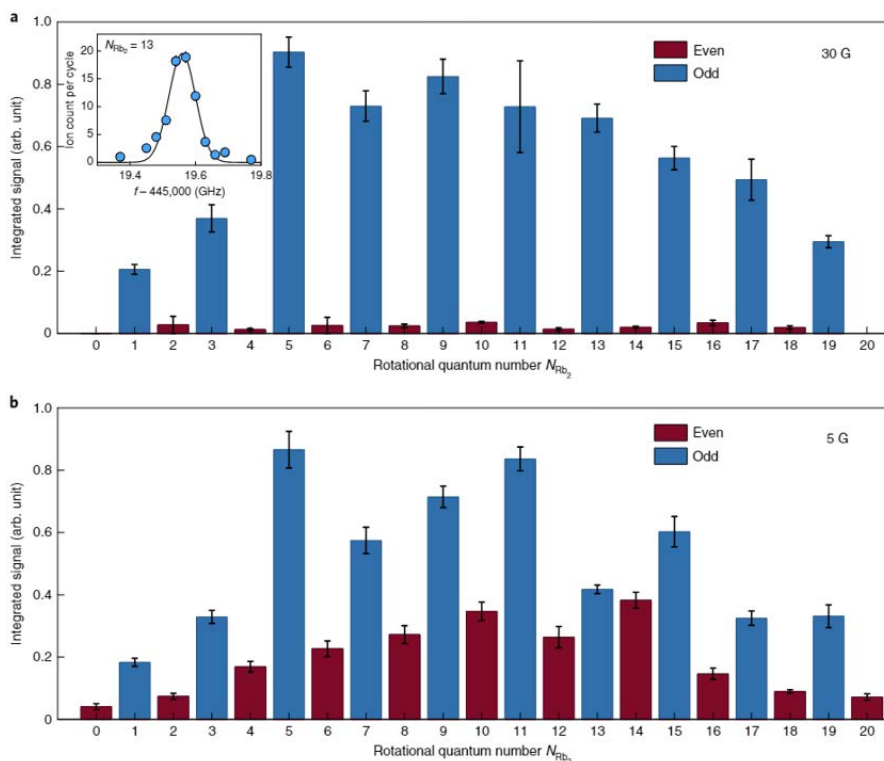 a
1.0
0.8
0.6
0.4
0.2
0
Integrated signal (arb. unit)
N_Rb₂ = 13
20
15
10
5
0
Ion count per cycle
19.4 19.6 19.8
f – 445,000 (GHz)
Even
Odd
30 G
0 1 2 3 4 5 6 7 8 9 10 11 12 13 14 15 16 17 18 19 20
Rotational quantum number N_Rb₂
b
1.0
0.8
0.6
0.4
0.2
0
Integrated signal (arb. unit)
Even
Odd
5 G
0 1 2 3 4 5 6 7 8 9 10 11 12 13 14 15 16 17 18 19 20
Rotational quantum number N_Rb₂